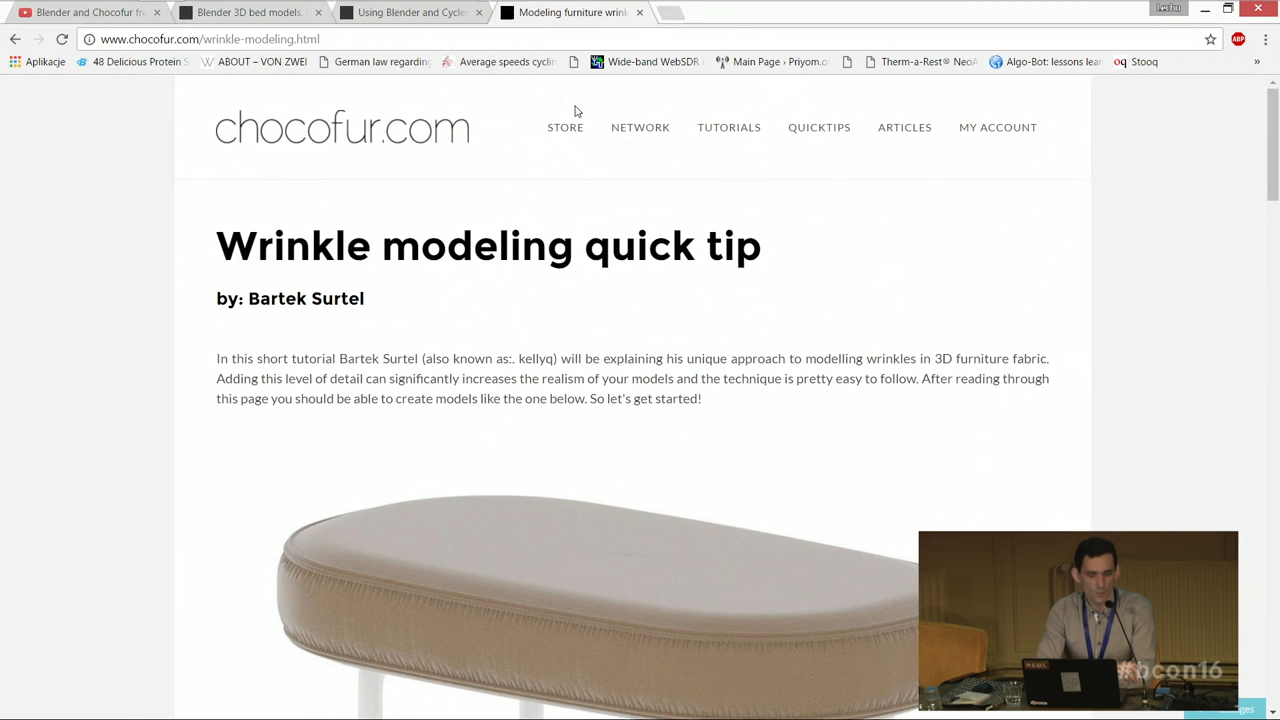 Blender and Chocofur fre
Blender 3D bed models,
Using Blender and Cycle
Modeling furniture wrink
Lechu
www.chocofur.com/wrinkle-modeling.html
ABP
Aplikacje
48 Delicious Protein S
ABOUT – VON ZWEI
German law regarding
Average speeds cyclin
Wide-band WebSDR
Main Page › Priyom.o
Therm-a-Rest® NeoA
Algo-Bot: lessons lear
Stooq
chocofur.com
STORE NETWORK TUTORIALS QUICKTIPS ARTICLES MY ACCOUNT
Wrinkle modeling quick tip
by: Bartek Surtel
In this short tutorial Bartek Surtel (also known as:. kellyq) will be explaining his unique approach to modelling wrinkles in 3D furniture fabric.
Adding this level of detail can significantly increases the realism of your models and the technique is pretty easy to follow. After reading through
this page you should be able to create models like the one below. So let's get started!
#bcon16